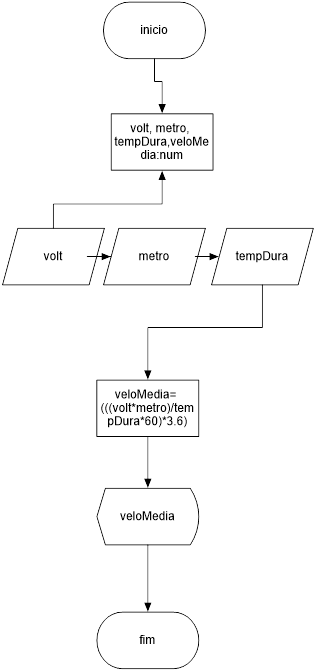 inicio
volt, metro,
tempDura,veloMe
dia:num
volt
metro
tempDura
veloMedia=
(((volt*metro)/tem
pDura*60)*3.6)
veloMedia
fim